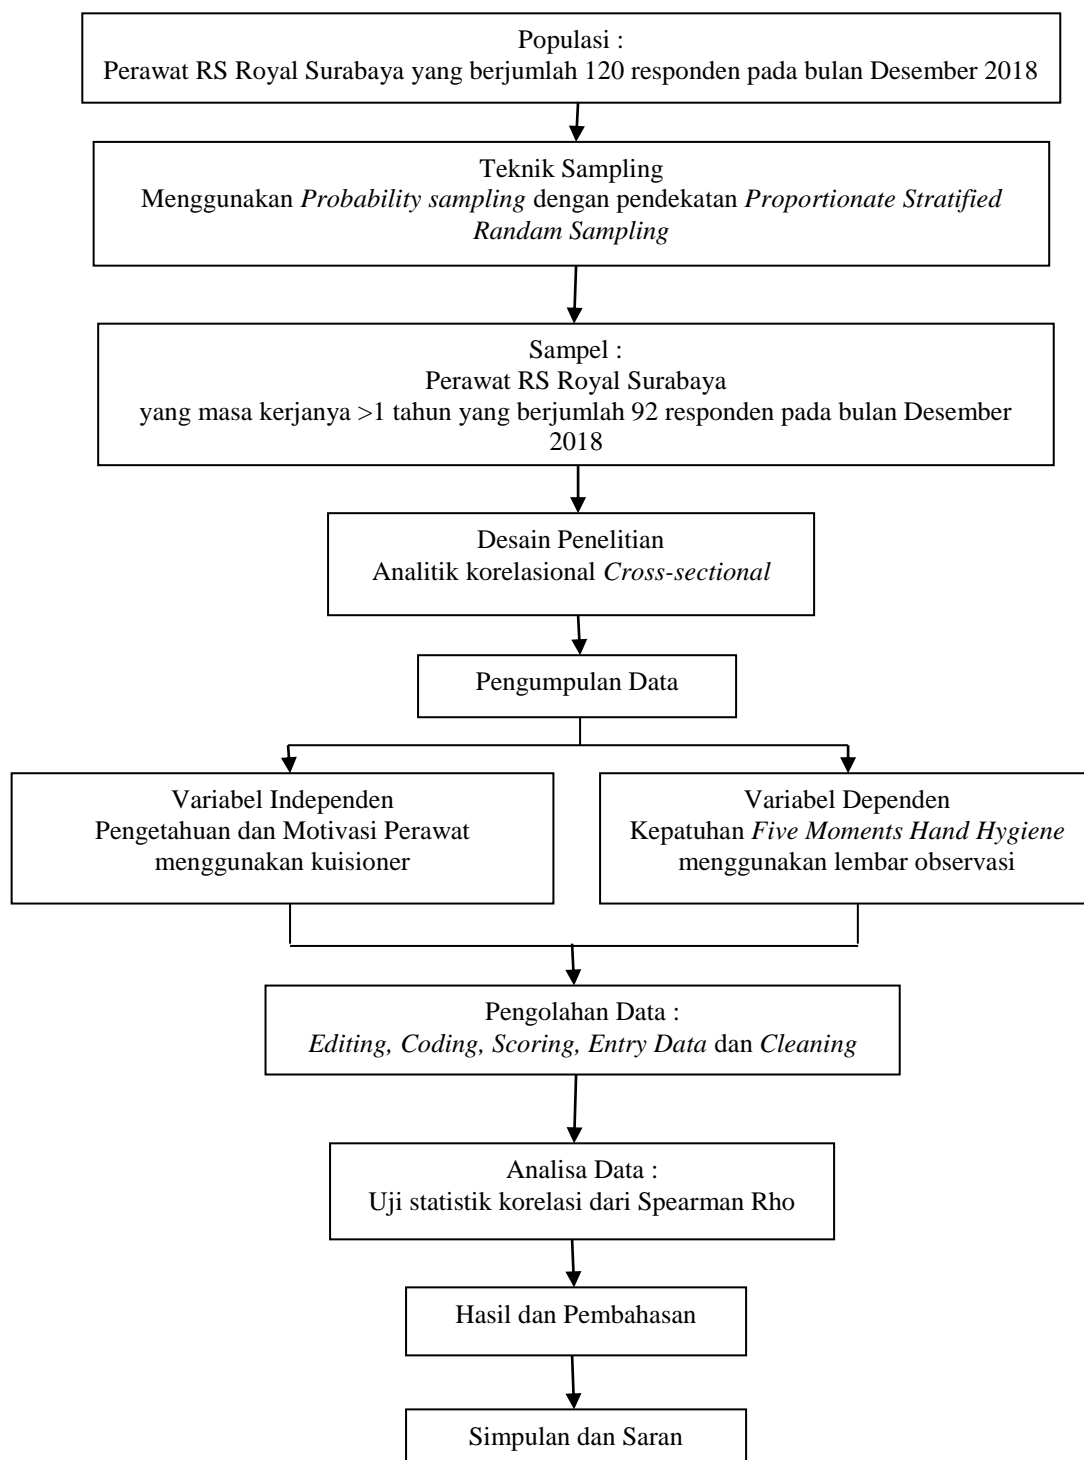 Populasi :
Perawat RS Royal Surabaya yang berjumlah 120 responden pada bulan Desember 2018
Teknik Sampling
Menggunakan Probability sampling dengan pendekatan Proportionate Stratified
Randam Sampling
Sampel :
Perawat RS Royal Surabaya
yang masa kerjanya >1 tahun yang berjumlah 92 responden pada bulan Desember
2018
Desain Penelitian
Analitik korelasional Cross-sectional
Pengumpulan Data
Variabel Independen
Pengetahuan dan Motivasi Perawat
menggunakan kuisioner
Variabel Dependen
Kepatuhan Five Moments Hand Hygiene
menggunakan lembar observasi
Pengolahan Data :
Editing, Coding, Scoring, Entry Data dan Cleaning
Analisa Data :
Uji statistik korelasi dari Spearman Rho
Hasil dan Pembahasan
Simpulan dan Saran